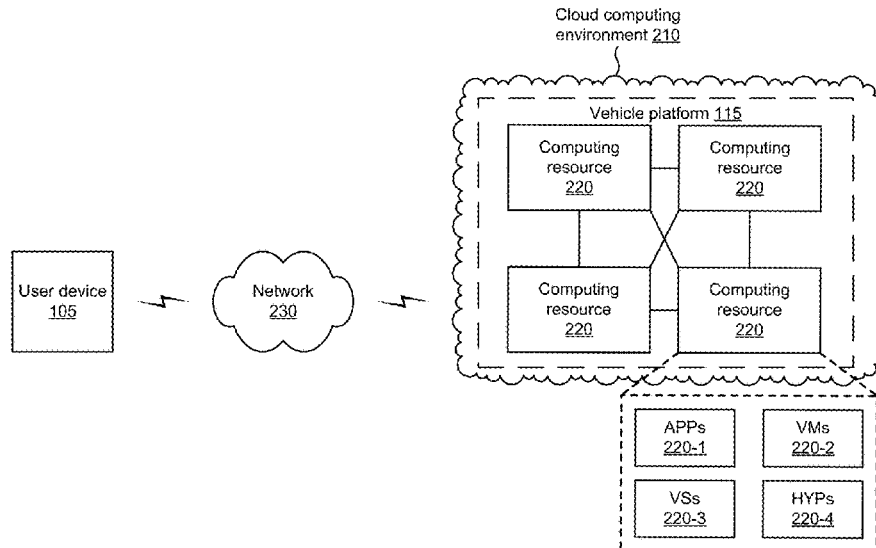 Cloud computing
environment 210
Vehicle platform 115
Computing
resource
220
Computing
resource
220
Computing
resource
220
Computing
resource
220
User device
105
Network
230
APPs
220-1
VMs
220-2
VSs
220-3
HYPs
220-4